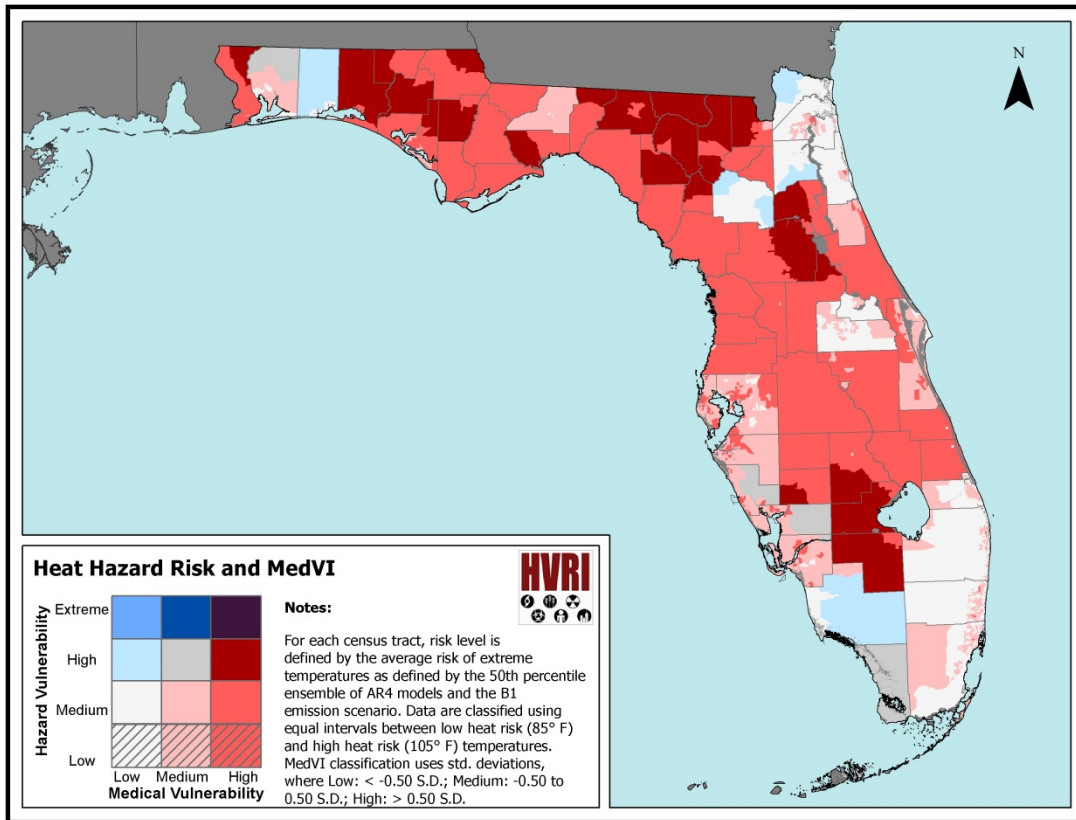 N
Heat Hazard Risk and MedVI
HVRI
Hazard Vulnerability
Extreme
High
Medium
Low
Low Medium High
Medical Vulnerability
Notes:
For each census tract, risk level is
defined by the average risk of extreme
temperatures as defined by the 50th percentile
ensemble of AR4 models and the B1
emission scenario. Data are classified using
equal intervals between low heat risk (85° F)
and high heat risk (105° F) temperatures.
MedVI classification uses std. deviations,
where Low: < -0.50 S.D.; Medium: -0.50 to
0.50 S.D.; High: > 0.50 S.D.